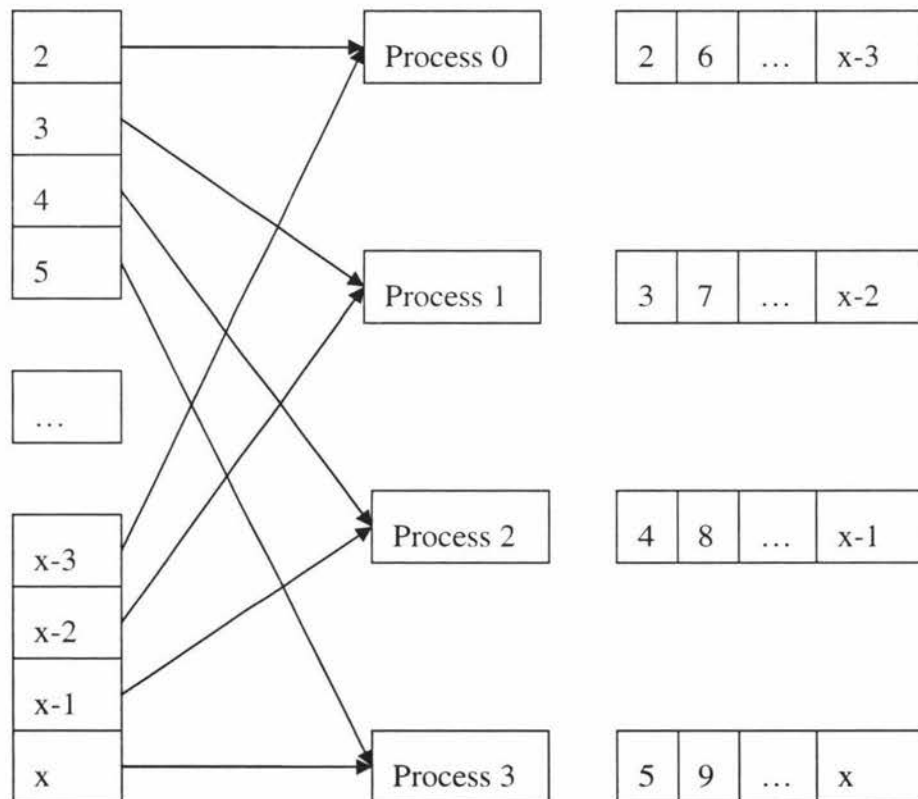 2
3
4
5
…
x-3
x-2
x-1
x
Process 0
Process 1
Process 2
Process 3
2 6 … x-3
3 7 … x-2
4 8 … x-1
5 9 … x